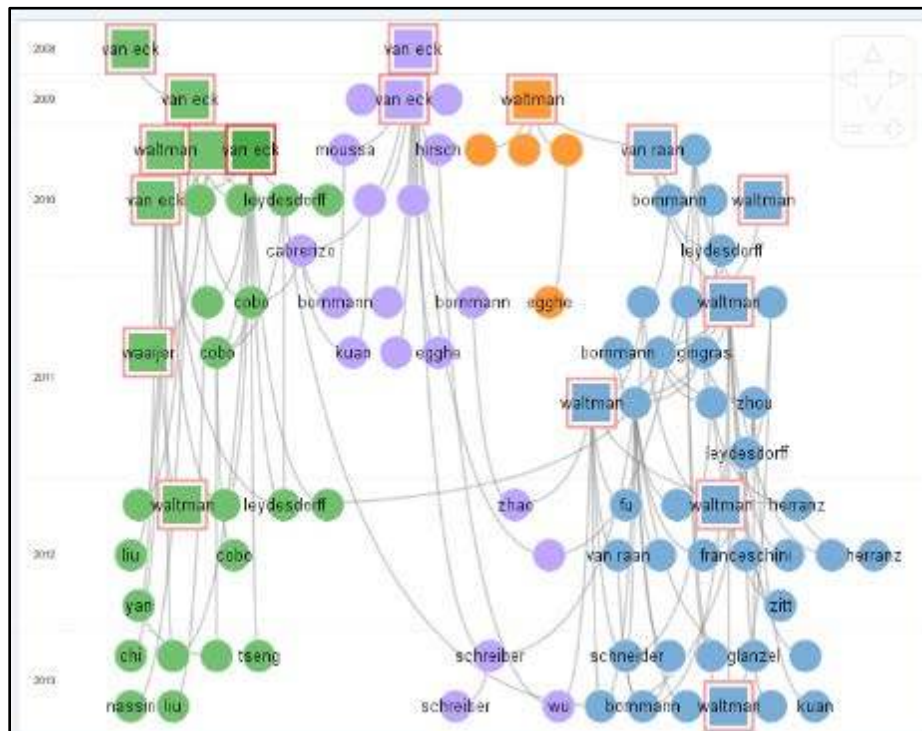 2008 van eck van eck
2009 van eck van eck waltman
waltman van eck moussa hirsch van raan
2010 van eck leydesdorff bornmann waltman
cabrerizo leydesdorff
cobo bornmann bornmann egghe waltman
waaijer cobo kuan egghe bornmann gingras
2011
waltman zhou
leydesdorff
waltman leydesdorff zhao fu waltman herranz
2012 liu cobo van raan franceschini herranz
yan zitt
chi tseng schreiber schneider glanzel
2013
nassiri liu schreiber wu bornmann waltman kuan